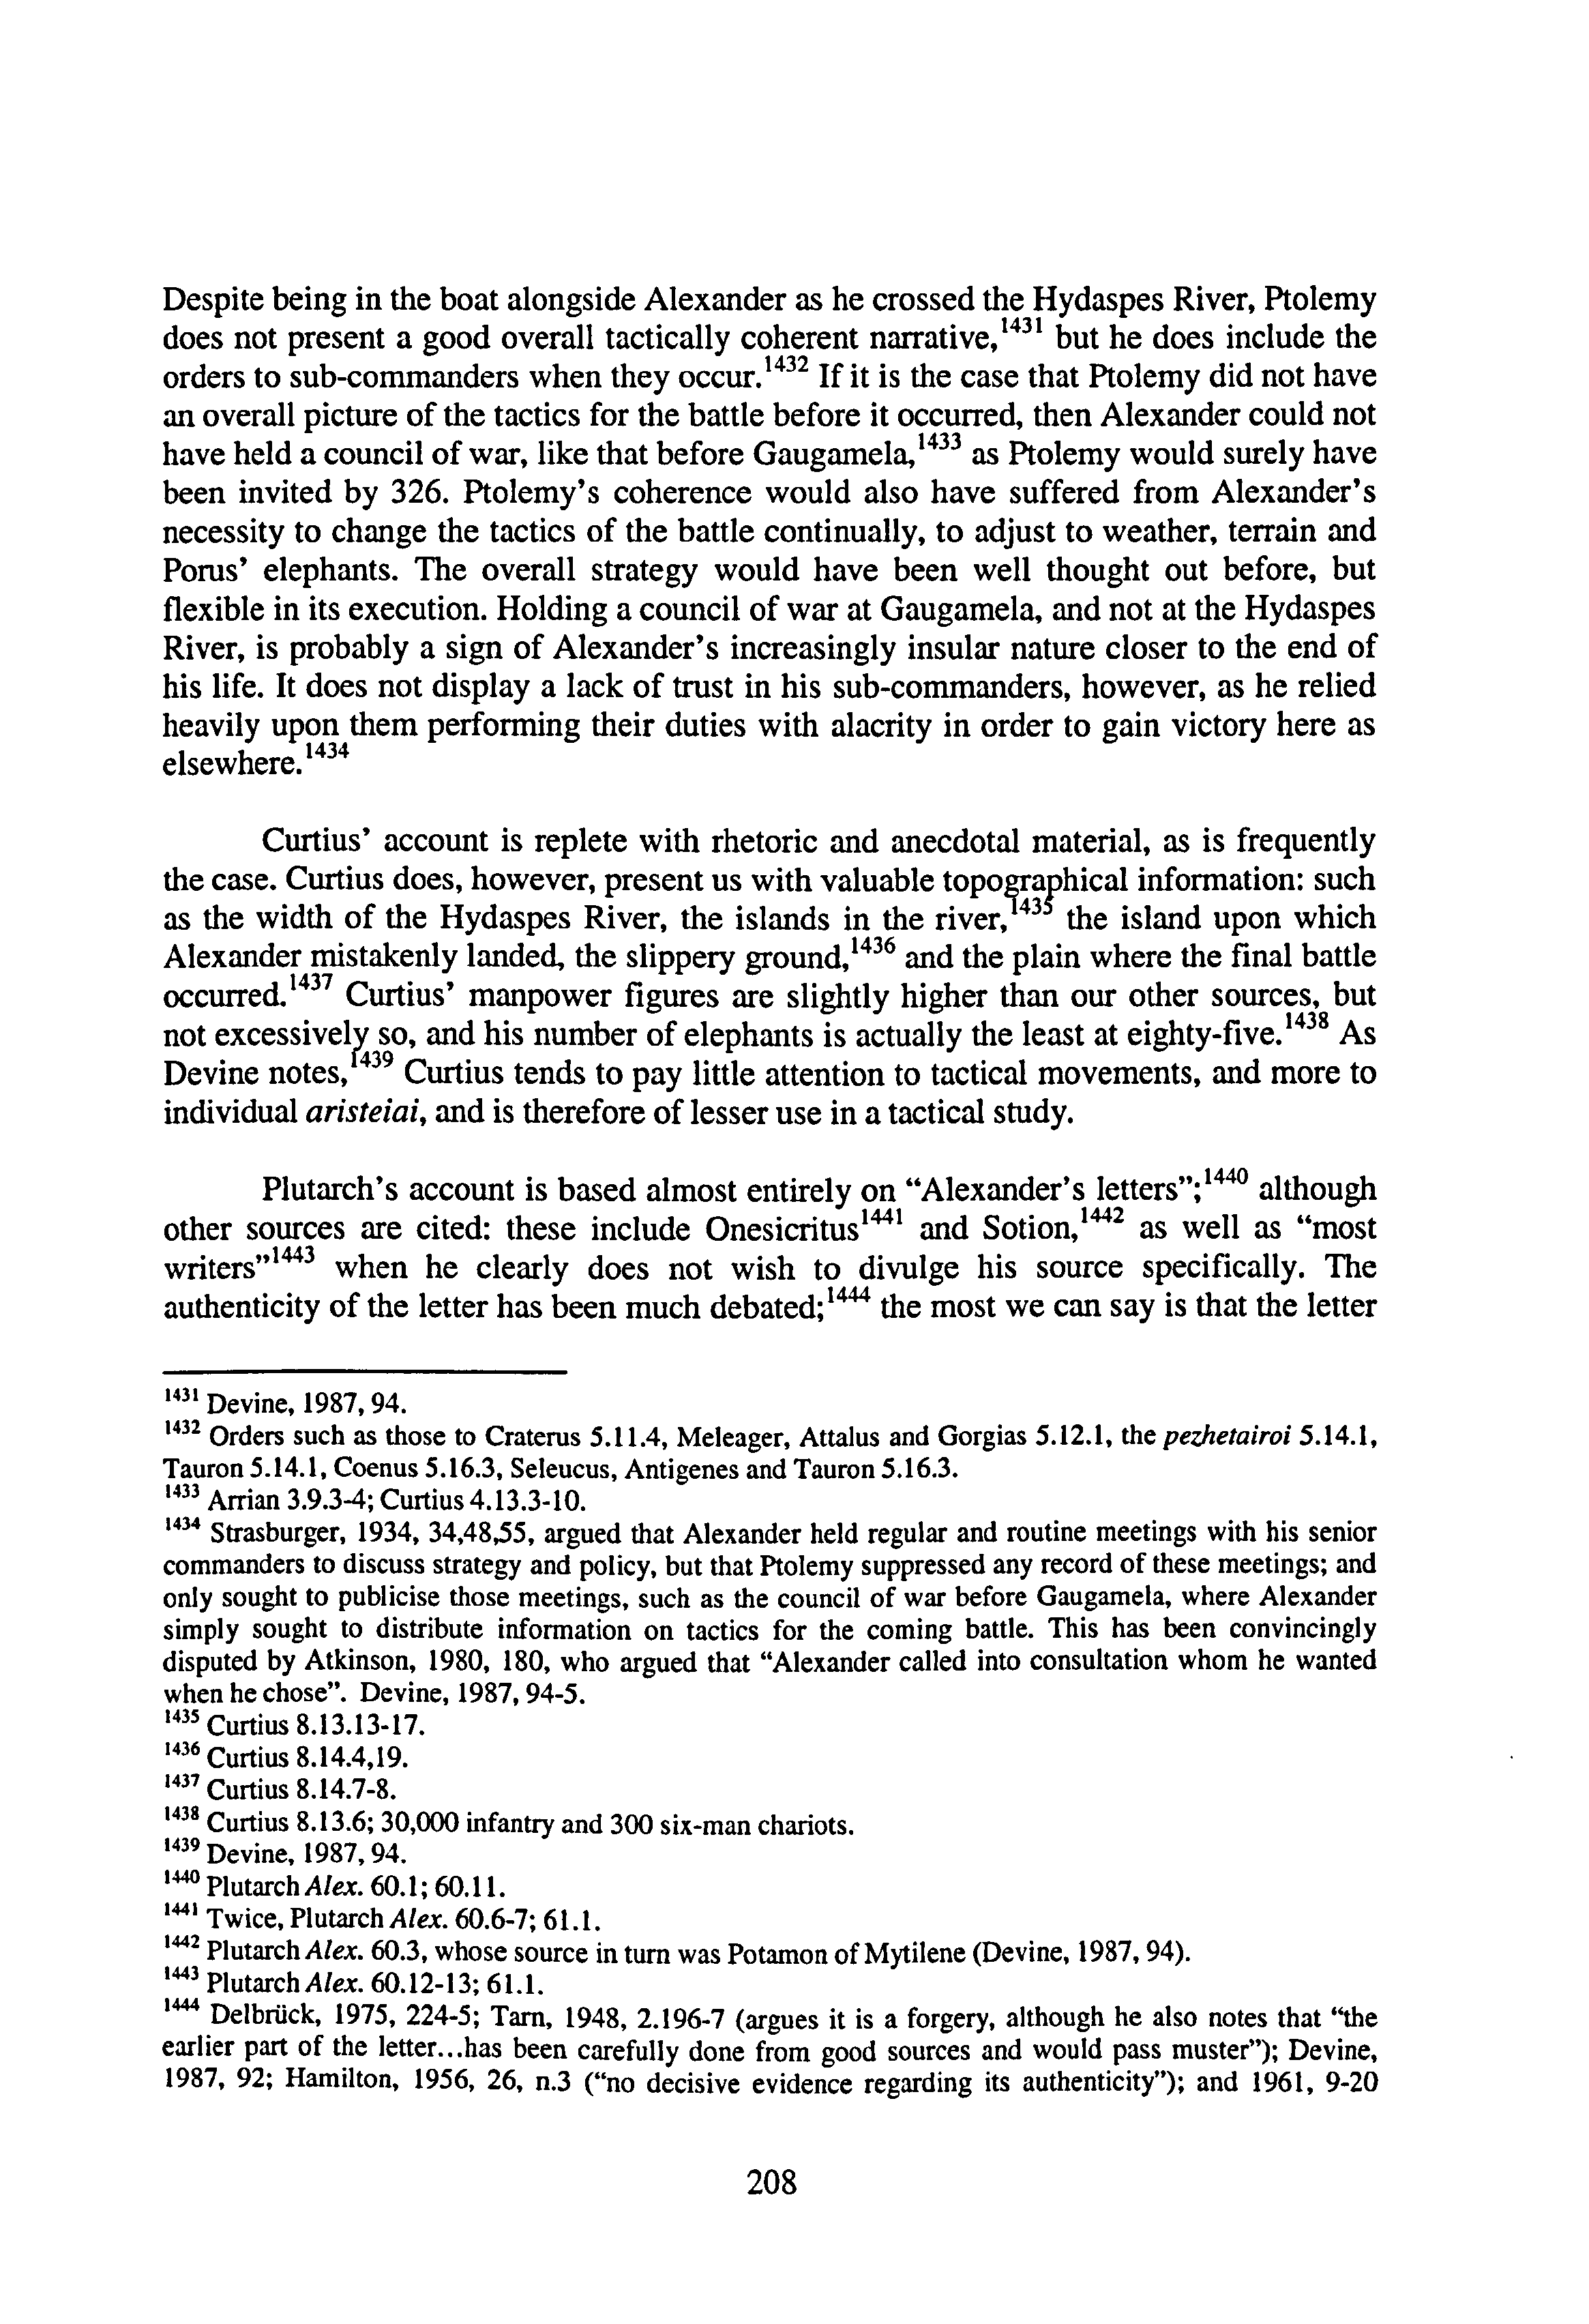 Despite being in the boat alongside Alexander as he crossed the Hydaspes River, Ptolemy
does not present a good overall tactically coherent narrative,1431 but he does include the
orders to sub-commanders when they occur.1432 If it is the case that Ptolemy did not have
an overall picture of the tactics for the battle before it occurred, then Alexander could not
have held a council of war, like that before Gaugamela,1433 as Ptolemy would surely have
been invited by 326. Ptolemy's coherence would also have suffered from Alexander's
necessity to change the tactics of the battle continually, to adjust to weather, terrain and
Porus' elephants. The overall strategy would have been well thought out before, but
flexible in its execution. Holding a council of war at Gaugamela, and not at the Hydaspes
River, is probably a sign of Alexander's increasingly insular nature closer to the end of
his life. It does not display a lack of trust in his sub-commanders, however, as he relied
heavily upon them performing their duties with alacrity in order to gain victory here as
elsewhere.1434
Curtius' account is replete with rhetoric and anecdotal material, as is frequently
the case. Curtius does, however, present us with valuable topographical information: such
as the width of the Hydaspes River, the islands in the river,1435 the island upon which
Alexander mistakenly landed, the slippery ground,1436 and the plain where the final battle
occurred.1437 Curtius' manpower figures are slightly higher than our other sources, but
not excessively so, and his number of elephants is actually the least at eighty-five.1438 As
Devine notes,1439 Curtius tends to pay little attention to tactical movements, and more to
individual aristeiai, and is therefore of lesser use in a tactical study.
Plutarch's account is based almost entirely on “Alexander's letters”;1440 although
other sources are cited: these include Onesicritus1441 and Sotion,1442 as well as “most
writers”1443 when he clearly does not wish to divulge his source specifically. The
authenticity of the letter has been much debated;1444 the most we can say is that the letter
1431 Devine, 1987, 94.
1432 Orders such as those to Craterus 5.11.4, Meleager, Attalus and Gorgias 5.12.1, the pezhetairoi 5.14.1,
Tauron 5.14.1, Coenus 5.16.3, Seleucus, Antigenes and Tauron 5.16.3.
1433 Arrian 3.9.3-4; Curtius 4.13.3-10.
1434 Strasburger, 1934, 34,48,55, argued that Alexander held regular and routine meetings with his senior
commanders to discuss strategy and policy, but that Ptolemy suppressed any record of these meetings; and
only sought to publicise those meetings, such as the council of war before Gaugamela, where Alexander
simply sought to distribute information on tactics for the coming battle. This has been convincingly
disputed by Atkinson, 1980, 180, who argued that “Alexander called into consultation whom he wanted
when he chose”. Devine, 1987, 94-5.
1435 Curtius 8.13.13-17.
1436 Curtius 8.14.4,19.
1437 Curtius 8.14.7-8.
1438 Curtius 8.13.6; 30,000 infantry and 300 six-man chariots.
1439 Devine, 1987, 94.
1440 Plutarch Alex. 60.1; 60.11.
1441 Twice, Plutarch Alex. 60.6-7; 61.1.
1442 Plutarch Alex. 60.3, whose source in turn was Potamon of Mytilene (Devine, 1987, 94).
1443 Plutarch Alex. 60.12-13; 61.1.
1444 Delbrück, 1975, 224-5; Tarn, 1948, 2.196-7 (argues it is a forgery, although he also notes that “the
earlier part of the letter...has been carefully done from good sources and would pass muster”); Devine,
1987, 92; Hamilton, 1956, 26, n.3 (“no decisive evidence regarding its authenticity”); and 1961, 9-20
208